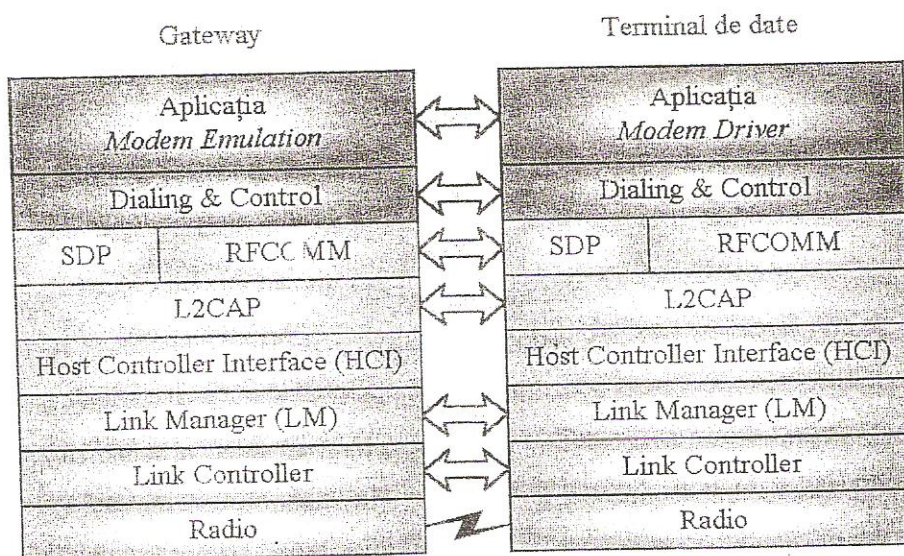 Gateway
Terminal de date
Aplicația
Modem Emulation
Dialing & Control
SDP
RFCOMM
L2CAP
Host Controller Interface (HCI)
Link Manager (LM)
Link Controller
Radio
Aplicația
Modem Driver
Dialing & Control
SDP
RFCOMM
L2CAP
Host Controller Interface (HCI)
Link Manager (LM)
Link Controller
Radio